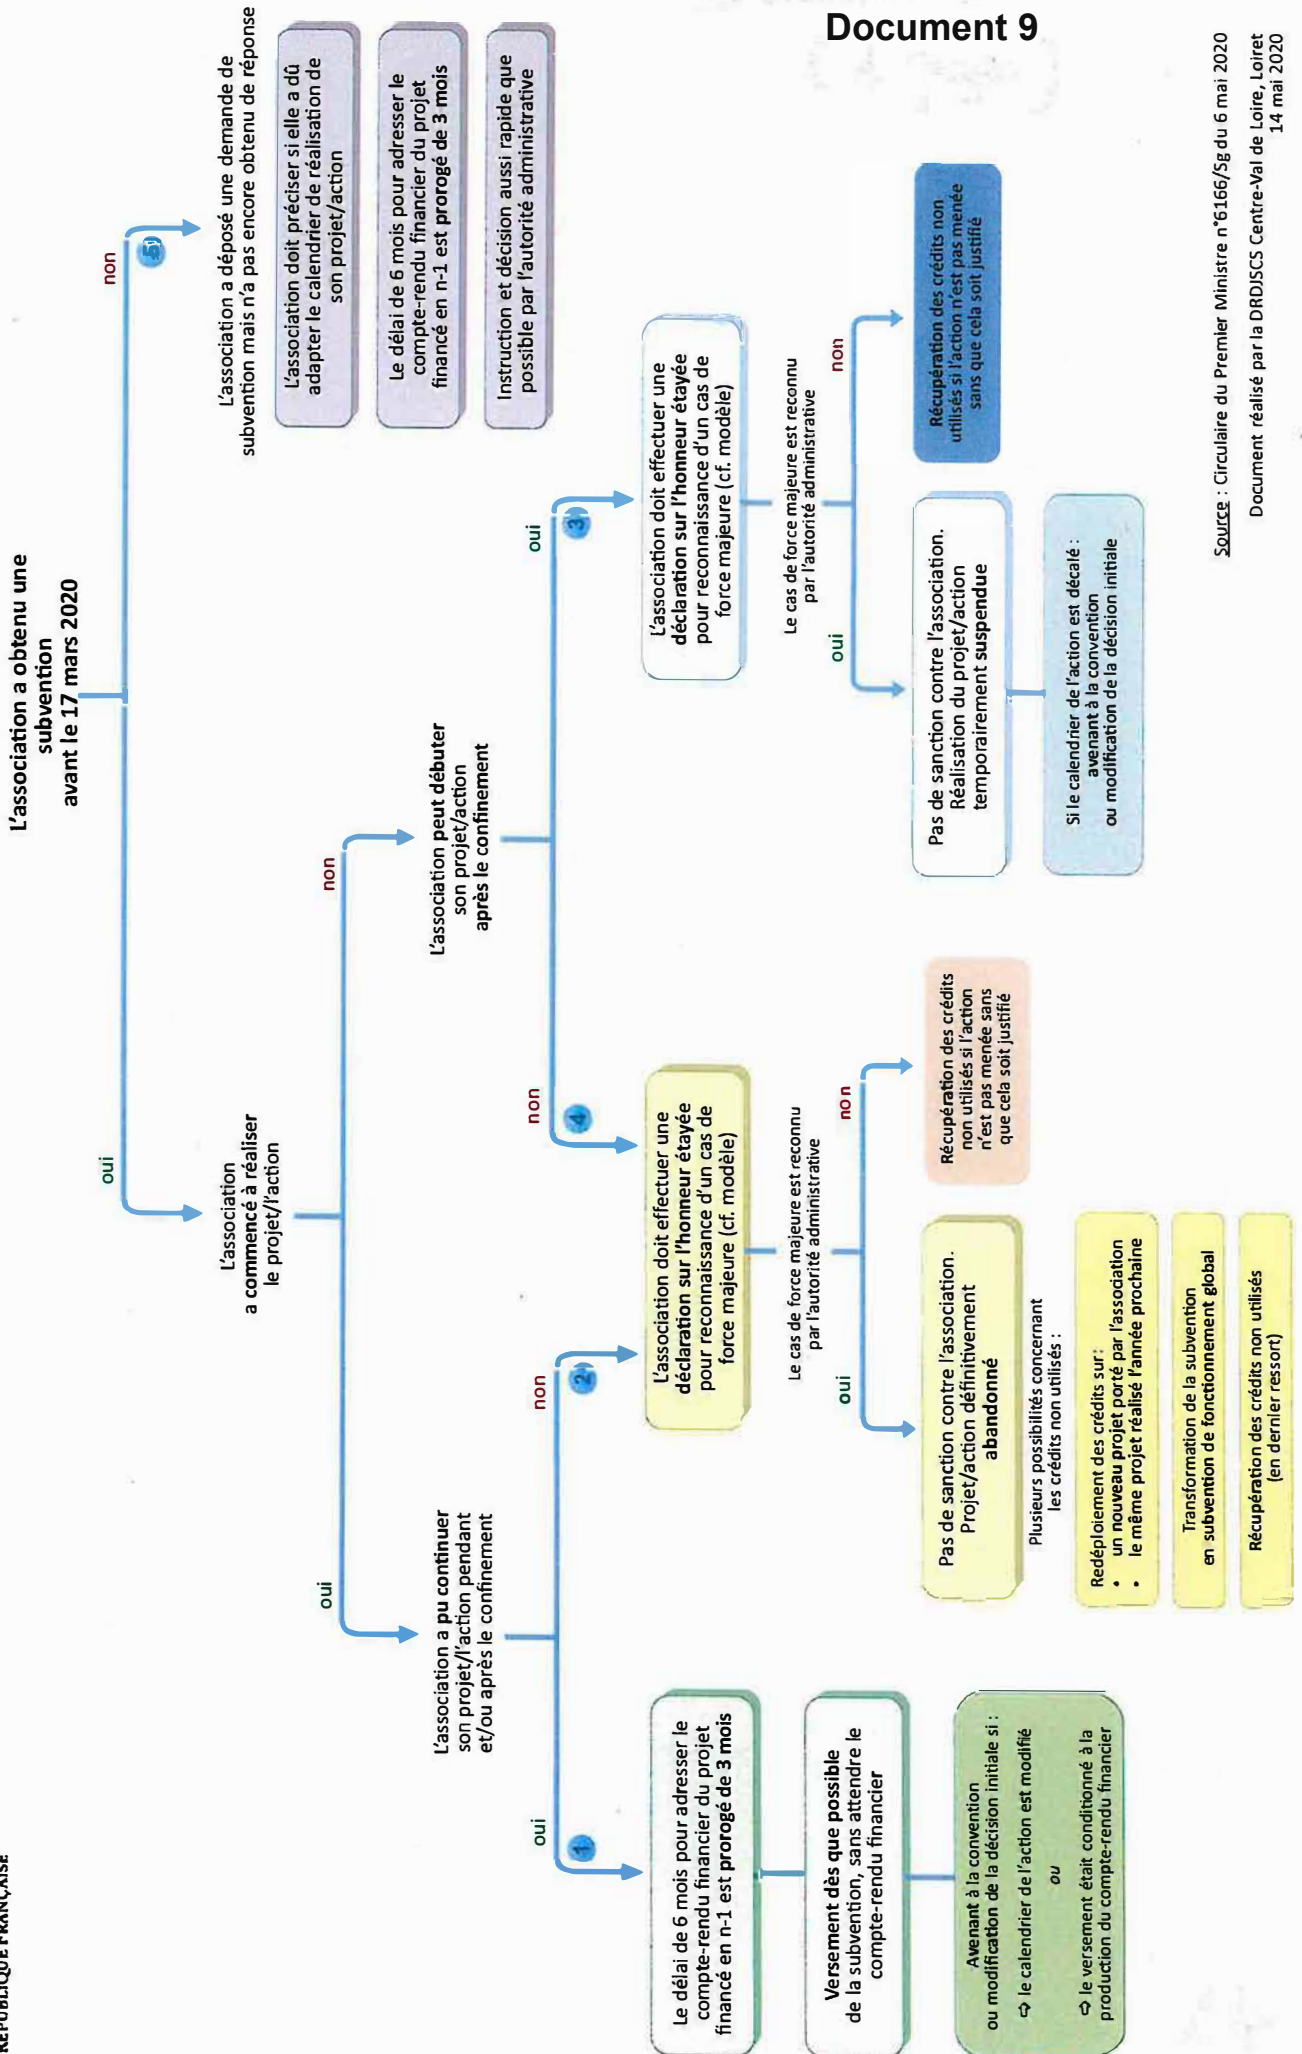 Document 9
RÉPUBLIQUE FRANÇAISE
L'association a obtenu une
subvention
avant le 17 mars 2020
oui
non
L'association
a commencé à réaliser
le projet/l'action
5
L'association a déposé une demande de
subvention mais n'a pas encore obtenu de réponse
L'association doit préciser si elle a dû
adapter le calendrier de réalisation de
son projet/action
Le délai de 6 mois pour adresser le
compte-rendu financier du projet
financé en n-1 est prorogé de 3 mois
Instruction et décision aussi rapide que
possible par l'autorité administrative
oui
non
L'association a pu continuer
son projet/l'action pendant
et/ou après le confinement
L'association peut débuter
son projet/action
après le confinement
oui
1
non
2
non
4
oui
3
Le délai de 6 mois pour adresser le
compte-rendu financier du projet
financé en n-1 est prorogé de 3 mois
Versement dès que possible
de la subvention, sans attendre le
compte-rendu financier
Avenant à la convention
ou modification de la décision initiale si :
⇨ le calendrier de l'action est modifié
ou
⇨ le versement était conditionné à la
production du compte-rendu financier
L'association doit effectuer une
déclaration sur l'honneur étayée
pour reconnaissance d'un cas de
force majeure (cf. modèle)
Le cas de force majeure est reconnu
par l'autorité administrative
oui
non
Pas de sanction contre l'association.
Projet/action définitivement
abandonné
Plusieurs possibilités concernant
les crédits non utilisés :
Redéploiement des crédits sur :
• un nouveau projet porté par l'association
• le même projet réalisé l'année prochaine
Transformation de la subvention
en subvention de fonctionnement global
Récupération des crédits non utilisés
(en dernier ressort)
Récupération des crédits
non utilisés si l'action
n'est pas menée sans
que cela soit justifié
L'association doit effectuer une
déclaration sur l'honneur étayée
pour reconnaissance d'un cas de
force majeure (cf. modèle)
Le cas de force majeure est reconnu
par l'autorité administrative
oui
non
Pas de sanction contre l'association.
Réalisation du projet/action
temporairement suspendue
Si le calendrier de l'action est décalé :
avenant à la convention
ou modification de la décision initiale
Récupération des crédits non
utilisés si l'action n'est pas menée
sans que cela soit justifié
Source : Circulaire du Premier Ministre n°6166/Sg du 6 mai 2020
Document réalisé par la DRDJSCS Centre-Val de Loire, Loiret
14 mai 2020